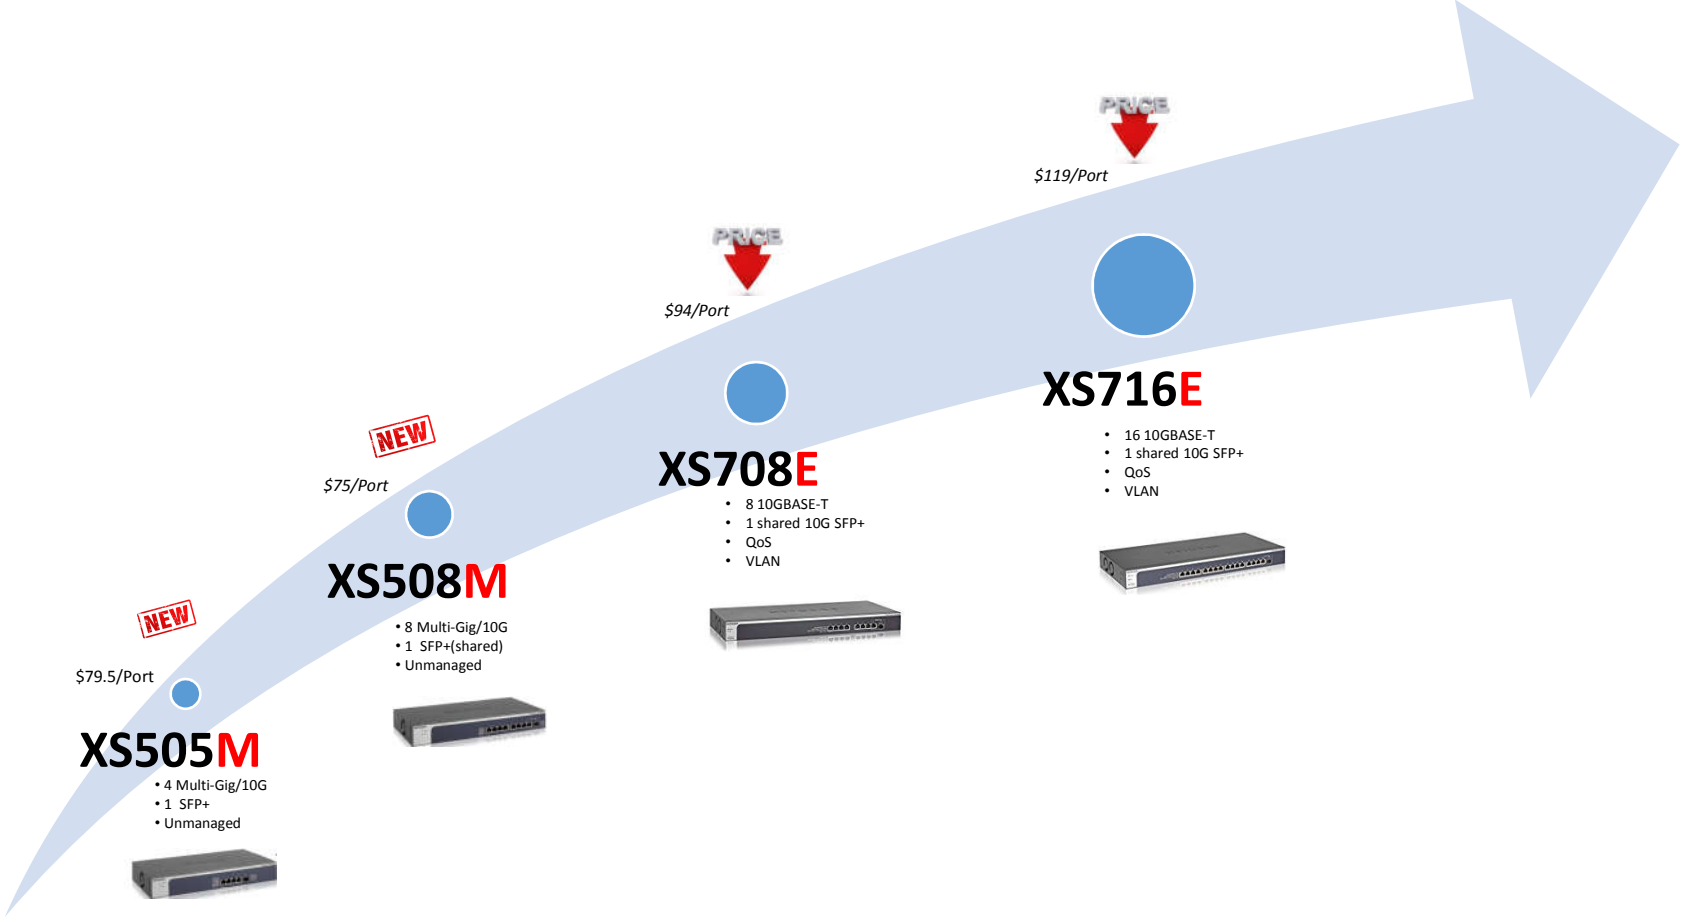 PRICE
$119/Port
XS716E
• 16 10GBASE-T
• 1 shared 10G SFP+
• QoS
• VLAN
PRICE
$94/Port
XS708E
• 8 10GBASE-T
• 1 shared 10G SFP+
• QoS
• VLAN
NEW
$75/Port
XS508M
• 8 Multi-Gig/10G
• 1 SFP+(shared)
• Unmanaged
NEW
$79.5/Port
XS505M
• 4 Multi-Gig/10G
• 1 SFP+
• Unmanaged